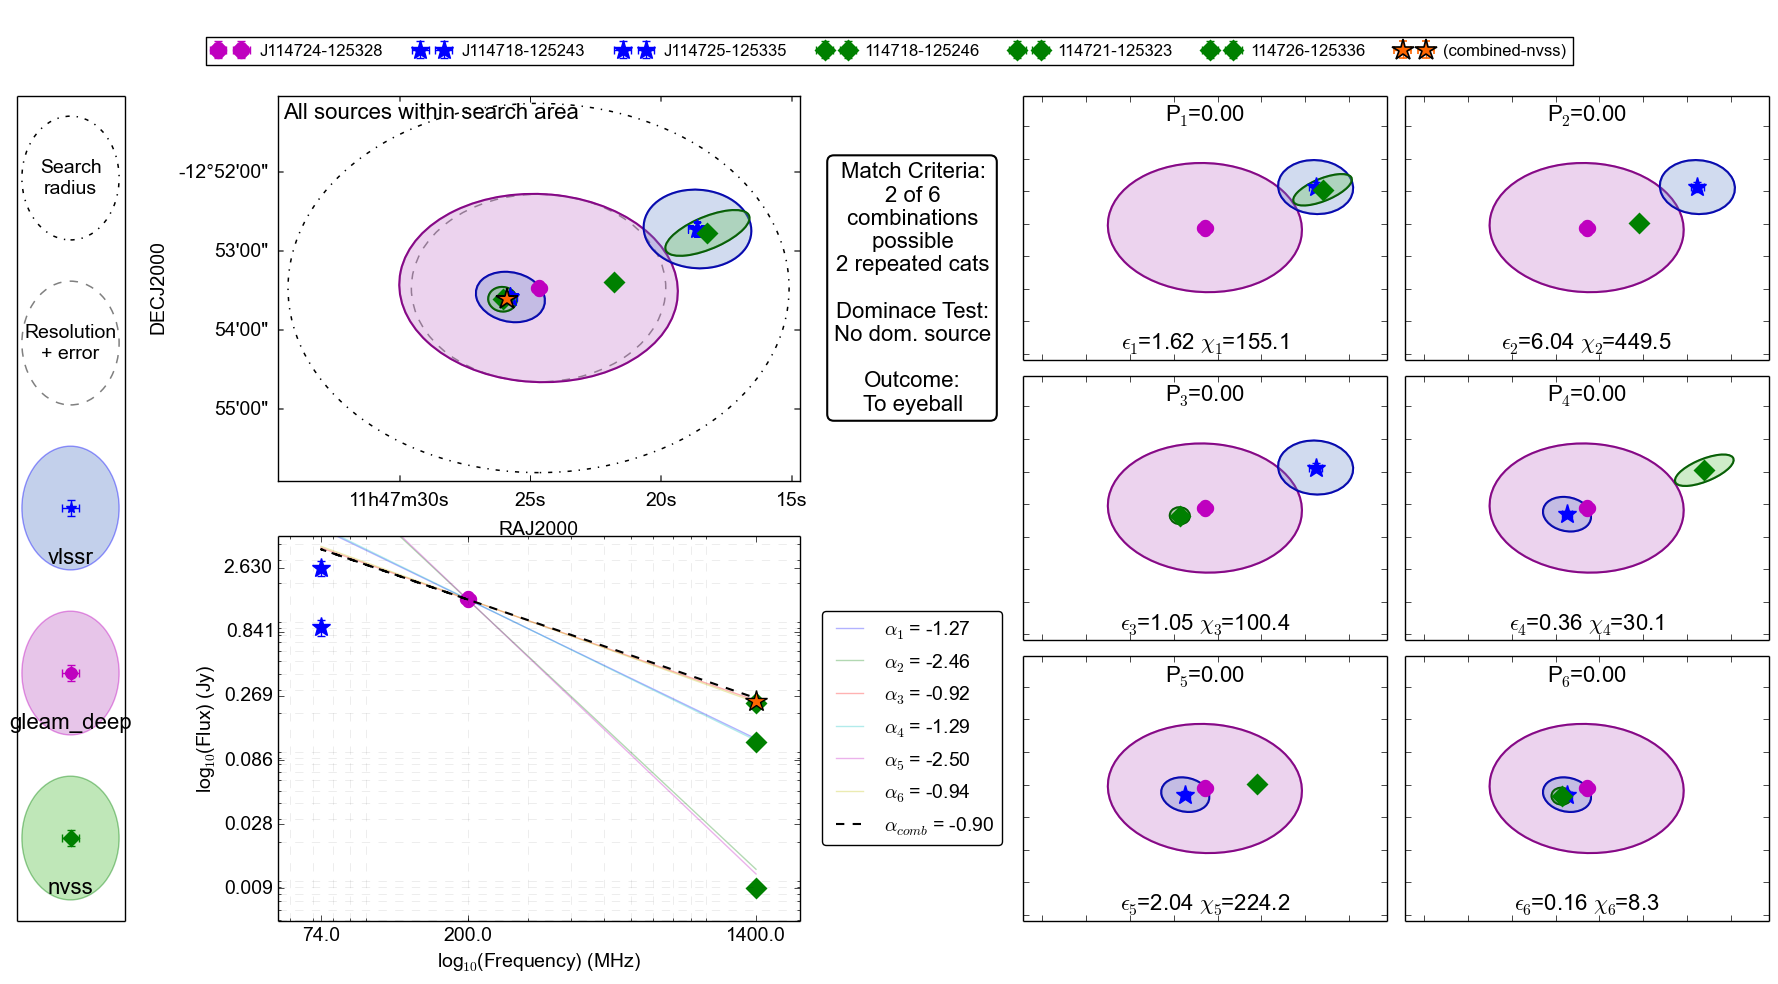 J114724-125328 J114718-125243 J114725-125335 114718-125246 114721-125323 114726-125336 (combined-nvss)
Search
radius
Resolution
+ error
vlssr
gleam_deep
nvss
All sources within search area
DECJ2000
-12°52'00"
53'00"
54'00"
55'00"
11h47m30s 25s 20s 15s
RAJ2000
Match Criteria:
2 of 6
combinations
possible
2 repeated cats
Dominace Test:
No dom. source
Outcome:
To eyeball
log₁₀(Flux) (Jy)
2.630
0.841
0.269
0.086
0.028
0.009
74.0 200.0 1400.0
log₁₀(Frequency) (MHz)
α₁ = -1.27
α₂ = -2.46
α₃ = -0.92
α₄ = -1.29
α₅ = -2.50
α₆ = -0.94
α_comb = -0.90
P₁=0.00
ϵ₁=1.62 χ₁=155.1
P₂=0.00
ϵ₂=6.04 χ₂=449.5
P₃=0.00
ϵ₃=1.05 χ₃=100.4
P₄=0.00
ϵ₄=0.36 χ₄=30.1
P₅=0.00
ϵ₅=2.04 χ₅=224.2
P₆=0.00
ϵ₆=0.16 χ₆=8.3